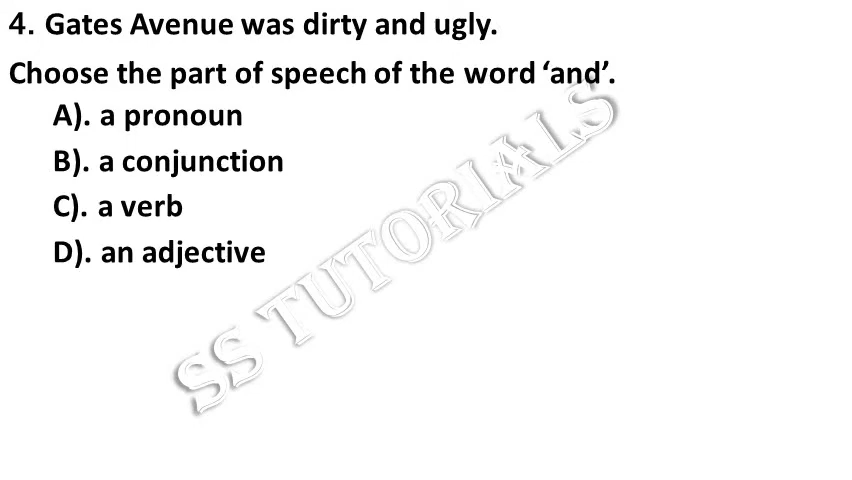 4. Gates Avenue was dirty and ugly.
Choose the part of speech of the word ‘and’.
A). a pronoun
B). a conjunction
C). a verb
D). an adjective
SS TUTORIALS